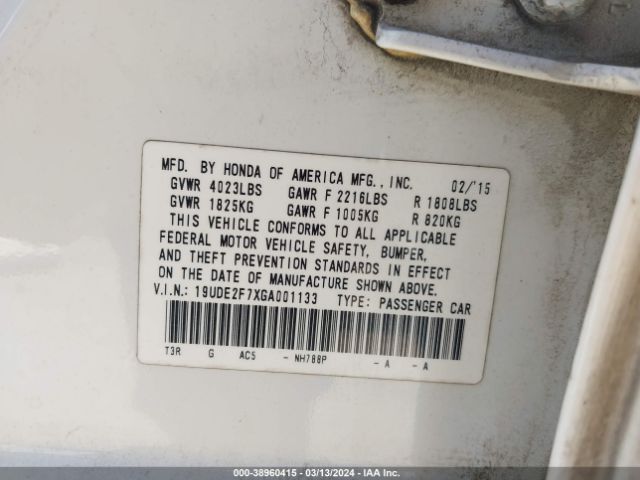 MFD. BY HONDA OF AMERICA MFG., INC. 02/'15
GVWR 4023LBS GAWR F 2216LBS R 1808LBS
GVWR 1825KG GAWR F 1005KG R 820KG
THIS VEHICLE CONFORMS TO ALL APPLICABLE
FEDERAL MOTOR VEHICLE SAFETY, BUMPER,
AND THEFT PREVENTION STANDARDS IN EFFECT
ON THE DATE OF MANUFACTURE SHOWN ABOVE.
V.I.N.: 19UDE2F7XGA001133 TYPE: PASSENGER CAR
T3R G AC5 - NH788P - A - A
000-38960415 - 03/13/2024 - IAA Inc.